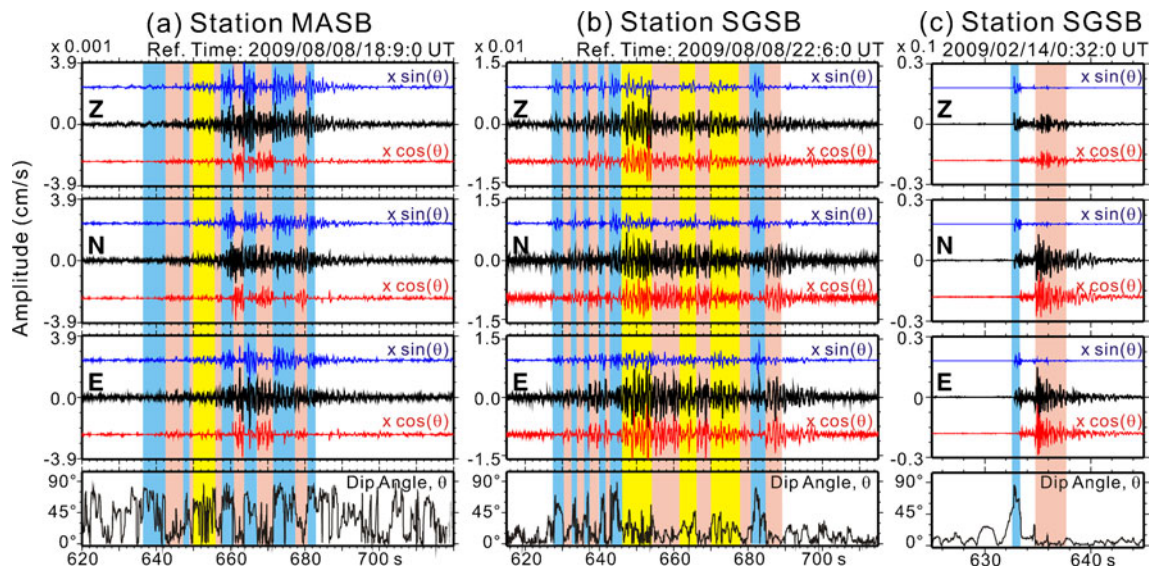 (a) Station MASB
(b) Station SGSB
(c) Station SGSB
x 0.001
Ref. Time: 2009/08/08/18:9:0 UT
x 0.01
Ref. Time: 2009/08/08/22:6:0 UT
x 0.1
2009/02/14/0:32:0 UT
Amplitude (cm/s)
3.9
0.0
-3.9
Z
x sin(θ)
x cos(θ)
1.5
0.0
-1.5
Z
x sin(θ)
x cos(θ)
0.3
0.0
-0.3
Z
x sin(θ)
x cos(θ)
3.9
0.0
-3.9
N
x sin(θ)
x cos(θ)
1.5
0.0
-1.5
N
x sin(θ)
x cos(θ)
0.3
0.0
-0.3
N
x sin(θ)
x cos(θ)
3.9
0.0
-3.9
E
x sin(θ)
x cos(θ)
1.5
0.0
-1.5
E
x sin(θ)
x cos(θ)
0.3
0.0
-0.3
E
x sin(θ)
x cos(θ)
90°
45°
0°
Dip Angle, θ
620 640 660 680 700 s
90°
45°
0°
Dip Angle, θ
620 640 660 680 700 s
90°
45°
0°
Dip Angle, θ
630 640 s